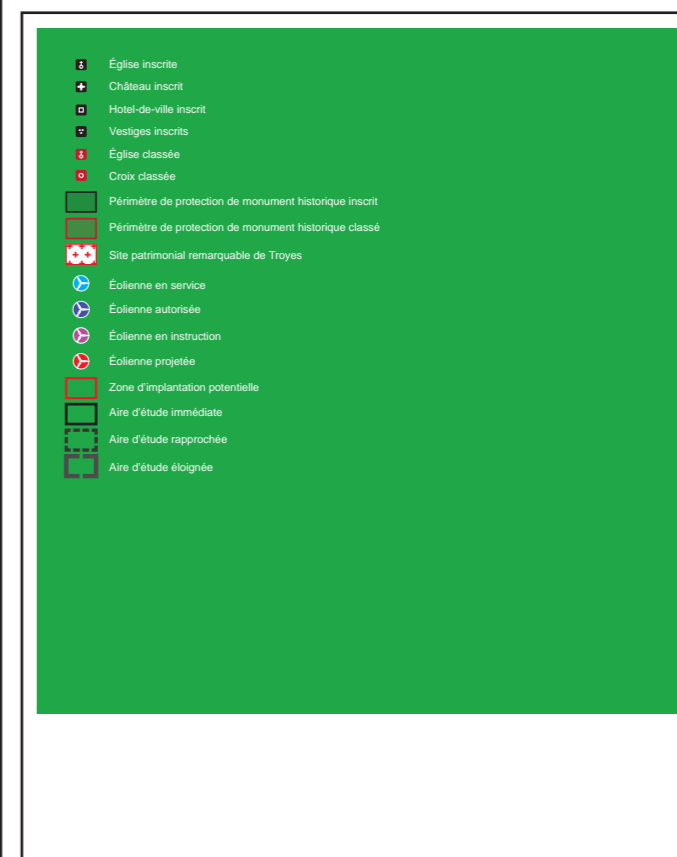 Église inscrite
Château inscrit
Hotel-de-ville inscrit
Vestiges inscrits
Église classée
Croix classée
Périmètre de protection de monument historique inscrit
Périmètre de protection de monument historique classé
Site patrimonial remarquable de Troyes
Éolienne en service
Éolienne autorisée
Éolienne en instruction
Éolienne projetée
Zone d'implantation potentielle
Aire d'étude immédiate
Aire d'étude rapprochée
Aire d'étude éloignée